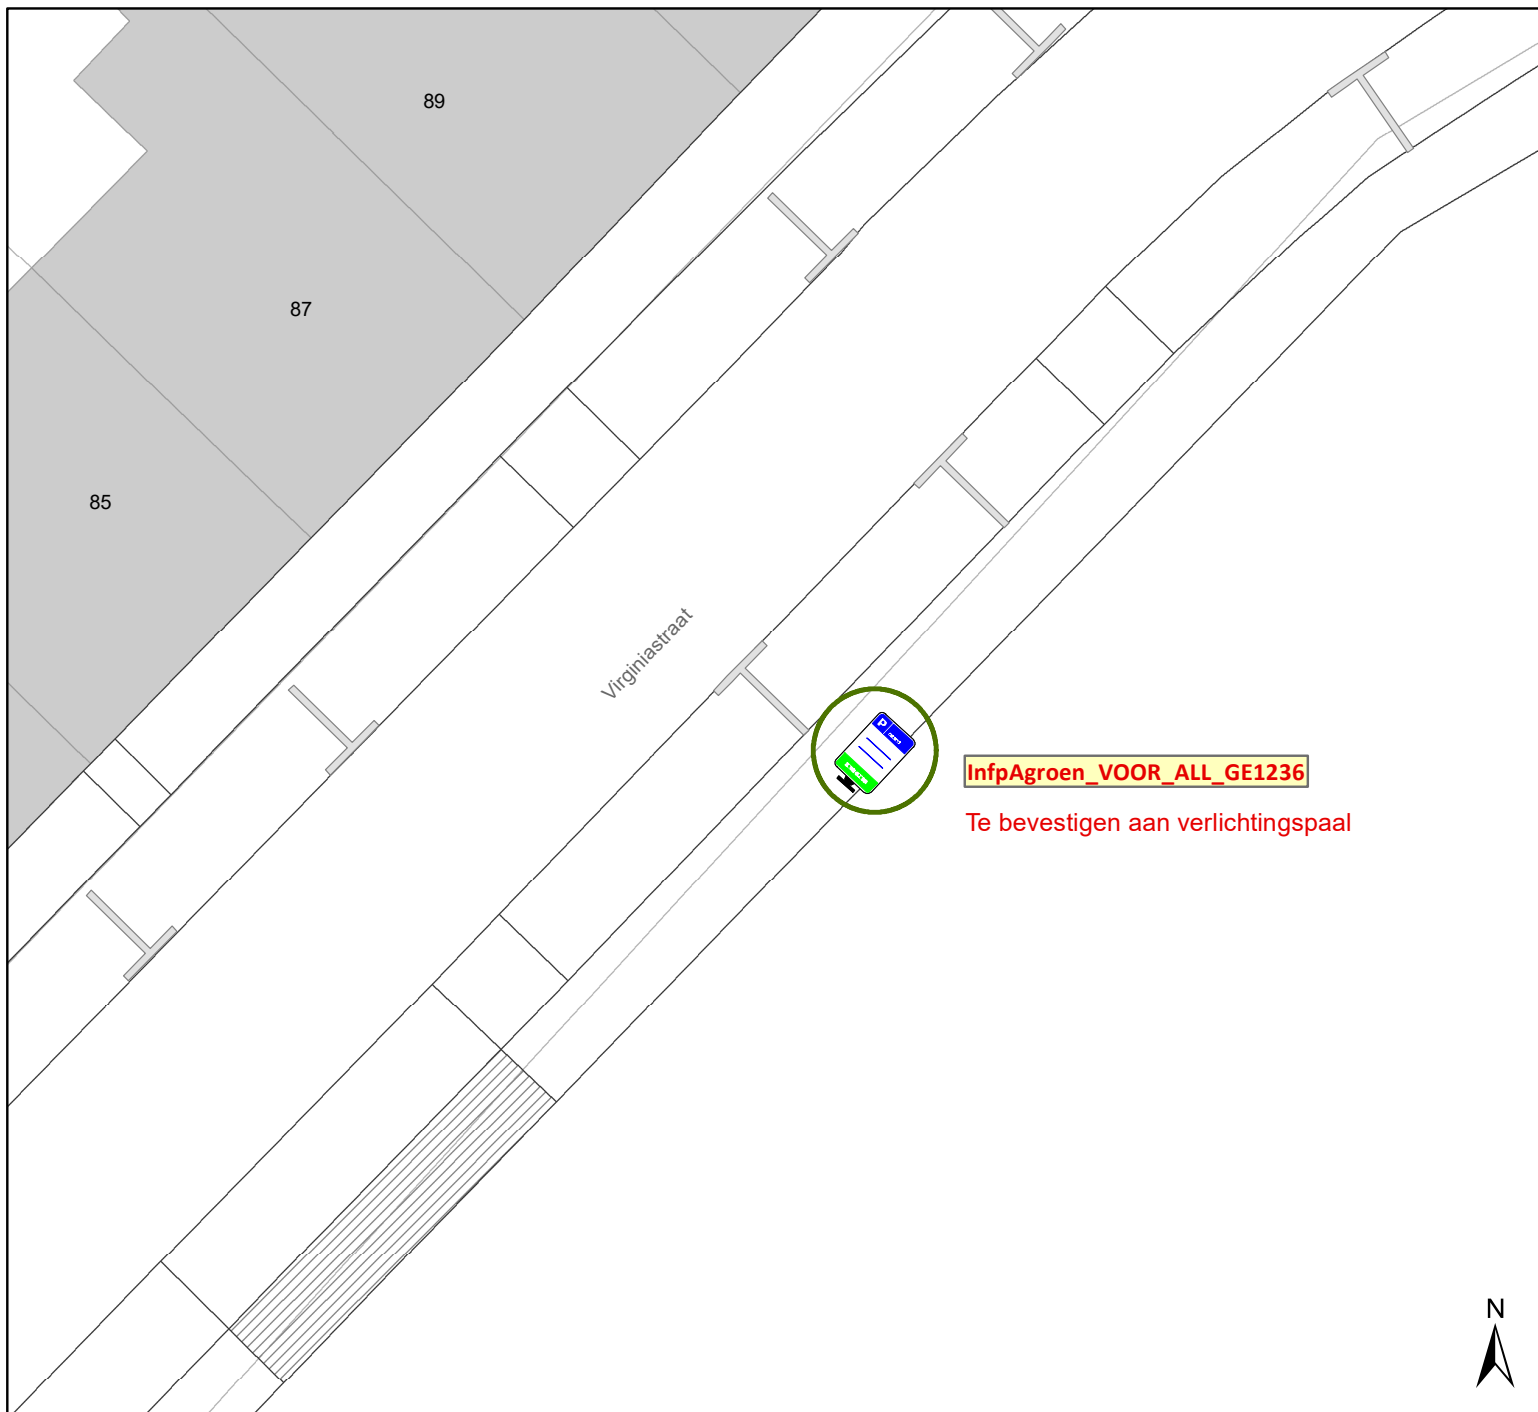 89
87
85
Virginiastraat
P
InfpAgroen_VOOR_ALL_GE1236
Te bevestigen aan verlichtingspaal
N